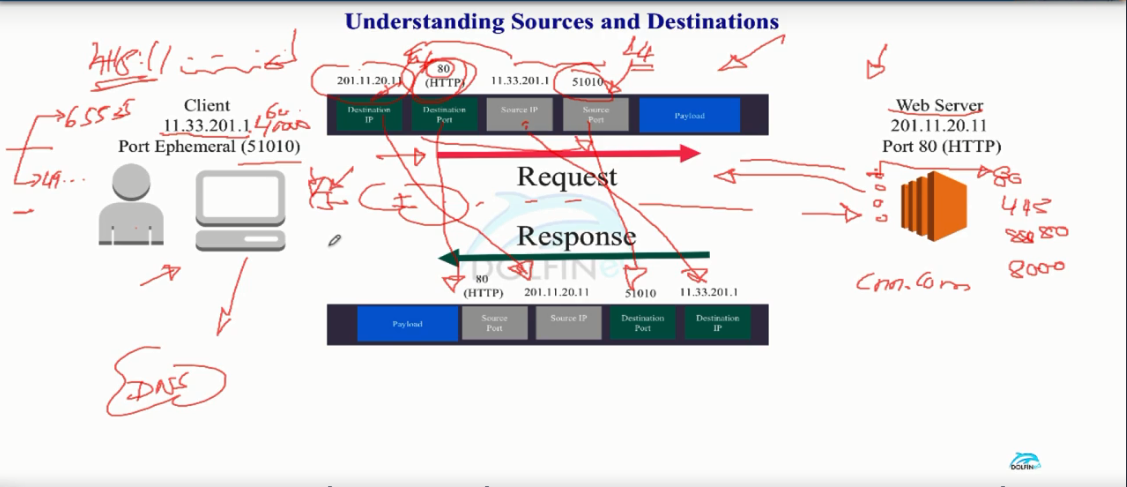 Understanding Sources and Destinations
201.11.20.11
80
(HTTP)
11.33.201.1
51010
Destination
IP
Destination
Port
Source IP
Source
Port
Payload
Client
11.33.201.1
Port Ephemeral (51010)
Web Server
201.11.20.11
Port 80 (HTTP)
Request
Response
80
(HTTP)
201.11.20.11
51010
11.33.201.1
Payload
Source
Port
Source IP
Destination
Port
Destination
IP
DNS
80
8000
DOLFIN
DOLFIN